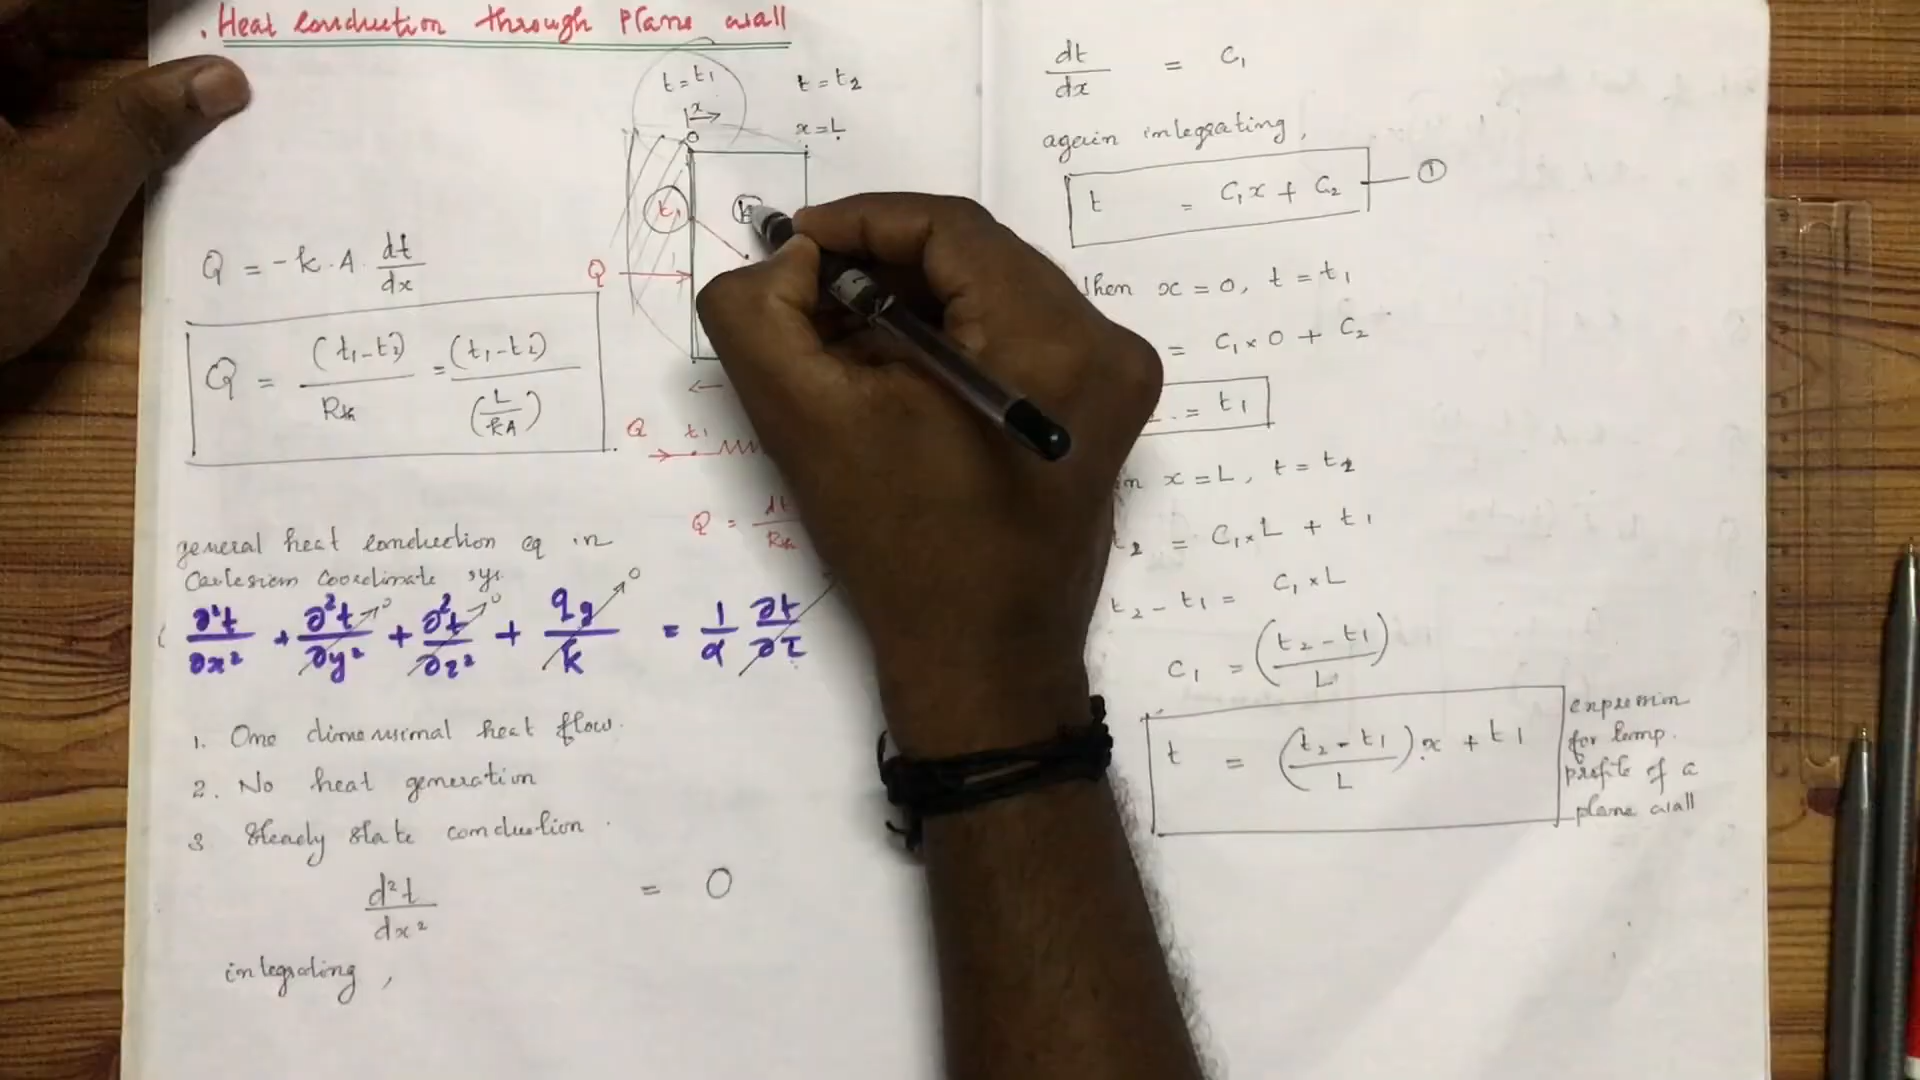 . Heat conduction through plane wall
t = t1
t = t2
x
0
x = L
t1
k
Q
Q = -k . A . dt/dx
Q = (t1 - t2)/Rth = (t1 - t2)/(L/kA)
Q t1
Q = dt/Rth
general heat conduction eq in
Cartesian coordinate sys
∂²t/∂x² + ∂²t/∂y² + ∂²t/∂z² + qg/k = 1/α ∂t/∂τ
0 0 0
1. One dimensional heat flow.
2. No heat generation
3 Steady state conduction .
d²t/dx² = 0
integrating ,
dt/dx = C1
again integrating ,
t = C1x + C2 ①
x = 0, t = t1
= C1 × 0 + C2
= t1
x = L, t = t2
t2 = C1 × L + t1
t2 - t1 = C1 × L
C1 = ((t2 - t1)/L)
t = ((t2 - t1)/L) . x + t1
expression
for temp.
profile of a
plane wall